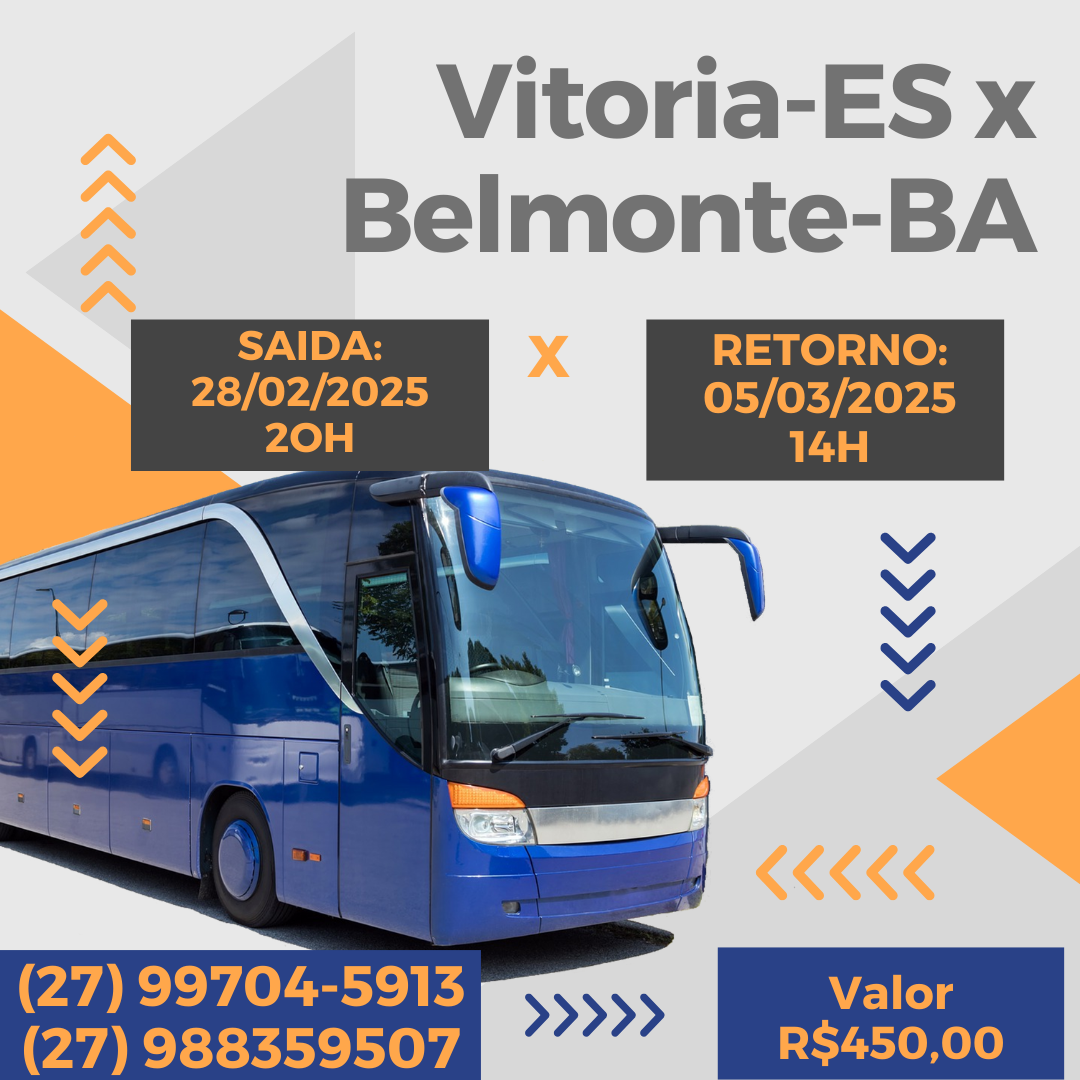 Vitoria-ES x
Belmonte-BA
SAIDA:
28/02/2025
2OH
X
RETORNO:
05/03/2025
14H
(27) 99704-5913
(27) 988359507
Valor
R$450,00